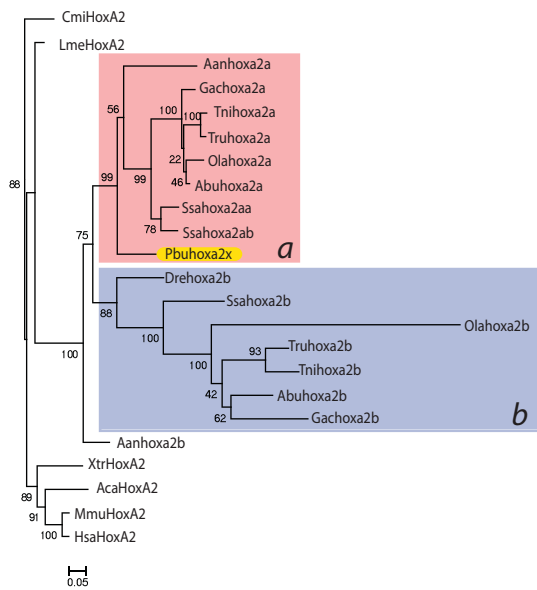 CmiHoxA2
LmeHoxA2
Aanhoxa2a
Gachoxa2a
100
100
Tnihoxa2a
56
Truhoxa2a
22
Olahoxa2a
99
99
46
Abuhoxa2a
88
Ssahoxa2aa
78
Ssahoxa2ab
75
Pbuhoxa2x
a
Drehoxa2b
88
Ssahoxa2b
100
Olahoxa2b
93
Truhoxa2b
100
100
Tnihoxa2b
42
Abuhoxa2b
62
Gachoxa2b
b
Aanhoxa2b
XtrHoxA2
89
AcaHoxA2
91
MmuHoxA2
100
HsaHoxA2
0.05